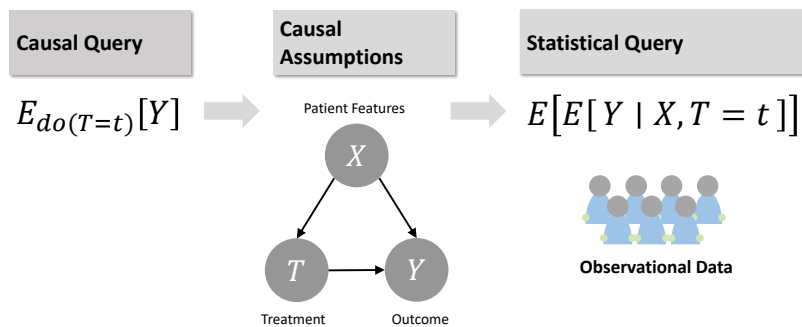 Causal Query
Causal
Assumptions
Statistical Query
E_{do(T=t)}[Y]
Patient Features
X
T
Y
Treatment
Outcome
E[E[Y | X, T = t]]
Observational Data